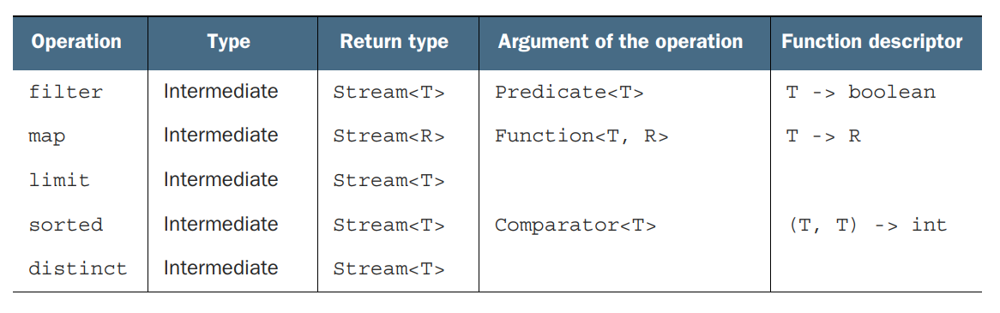 Operation Type Return type Argument of the operation Function descriptor
filter Intermediate Stream<T> Predicate<T> T -> boolean
map Intermediate Stream<R> Function<T, R> T -> R
limit Intermediate Stream<T>
sorted Intermediate Stream<T> Comparator<T> (T, T) -> int
distinct Intermediate Stream<T>